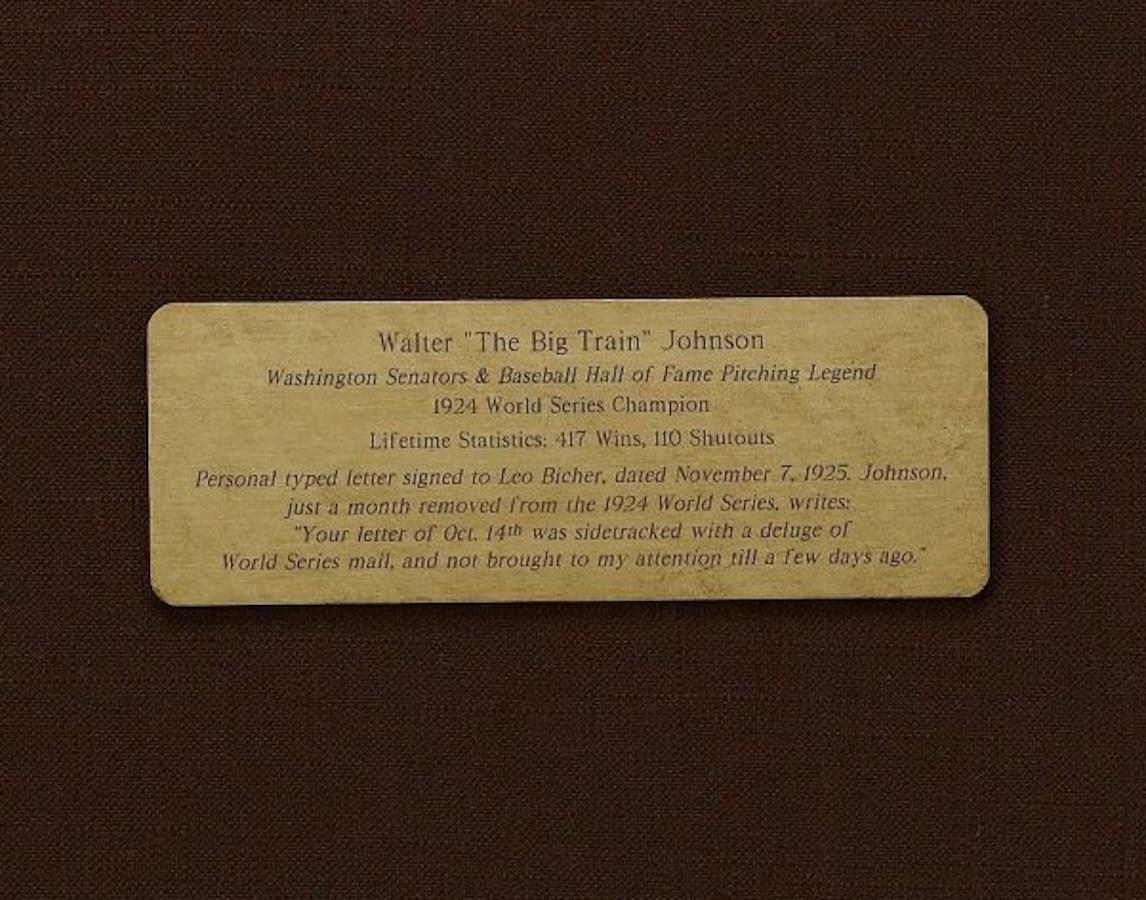 Walter "The Big Train" Johnson
Washington Senators & Baseball Hall of Fame Pitching Legend
1924 World Series Champion
Lifetime Statistics: 417 Wins, 110 Shutouts
Personal typed letter signed to Leo Bicher, dated November 7, 1925. Johnson,
just a month removed from the 1924 World Series, writes:
"Your letter of Oct. 14th was sidetracked with a deluge of
World Series mail, and not brought to my attention till a few days ago."